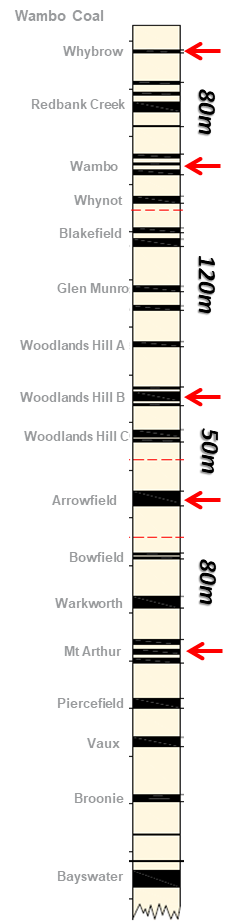 Wambo Coal
Whybrow
Redbank Creek
80m
Wambo
Whynot
Blakefield
120m
Glen Munro
Woodlands Hill A
Woodlands Hill B
Woodlands Hill C
50m
Arrowfield
Bowfield
80m
Warkworth
Mt Arthur
Piercefield
Vaux
Broonie
Bayswater